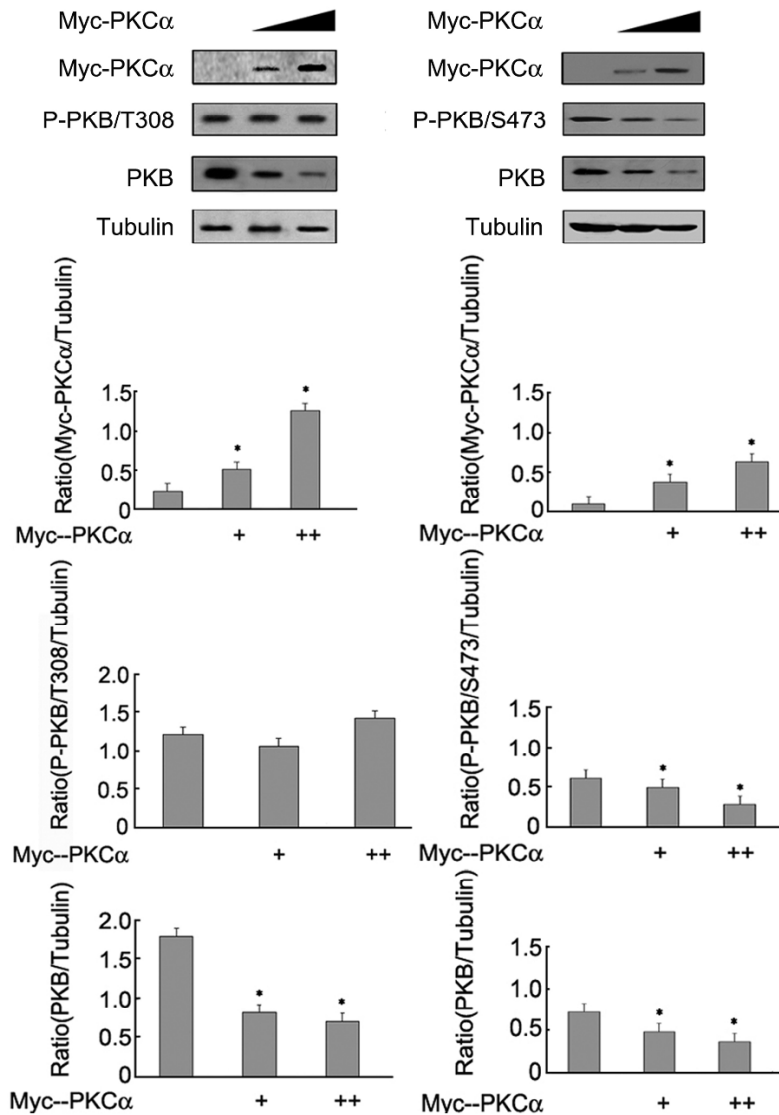 Myc-PKCα
Myc-PKCα
P-PKB/T308
PKB
Tubulin
Myc-PKCα
Myc-PKCα
P-PKB/S473
PKB
Tubulin
Ratio(Myc-PKCα/Tubulin)
1.5
1.0
0.5
0
*
*
Myc--PKCα + ++
Ratio(Myc-PKCα/Tubulin)
1.5
1.0
0.5
0
*
*
Myc--PKCα + ++
Ratio(P-PKB/T308/Tubulin)
2.0
1.5
1.0
0.5
0
Myc--PKCα + ++
Ratio(P-PKB/S473/Tubulin)
1.5
1.0
0.5
0
*
*
Myc--PKCα + ++
Ratio(PKB/Tubulin)
2.0
1.5
1.0
0.5
0
*
*
Myc--PKCα + ++
Ratio(PKB/Tubulin)
1.5
1.0
0.5
0
*
*
Myc--PKCα + ++